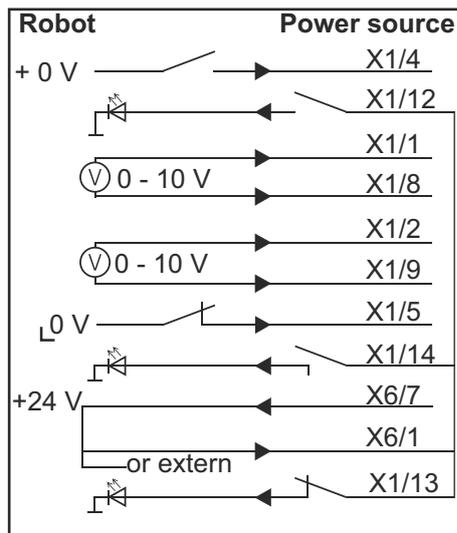 Robot Power source
+ 0 V X1/4
X1/12
X1/1
V 0 - 10 V
X1/8
X1/2
V 0 - 10 V
X1/9
0 V X1/5
X1/14
+24 V X6/7
X6/1
or extern
X1/13